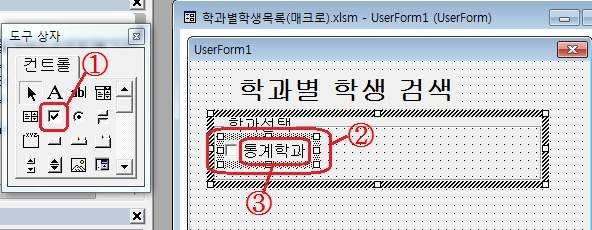 학과별학생목록(매크로).xlsm - UserForm1 (UserForm)
도구 상자
UserForm1
컨트롤
①
학과별 학생 검색
A
ab|
학과선택
②
통계학과
③
xyz